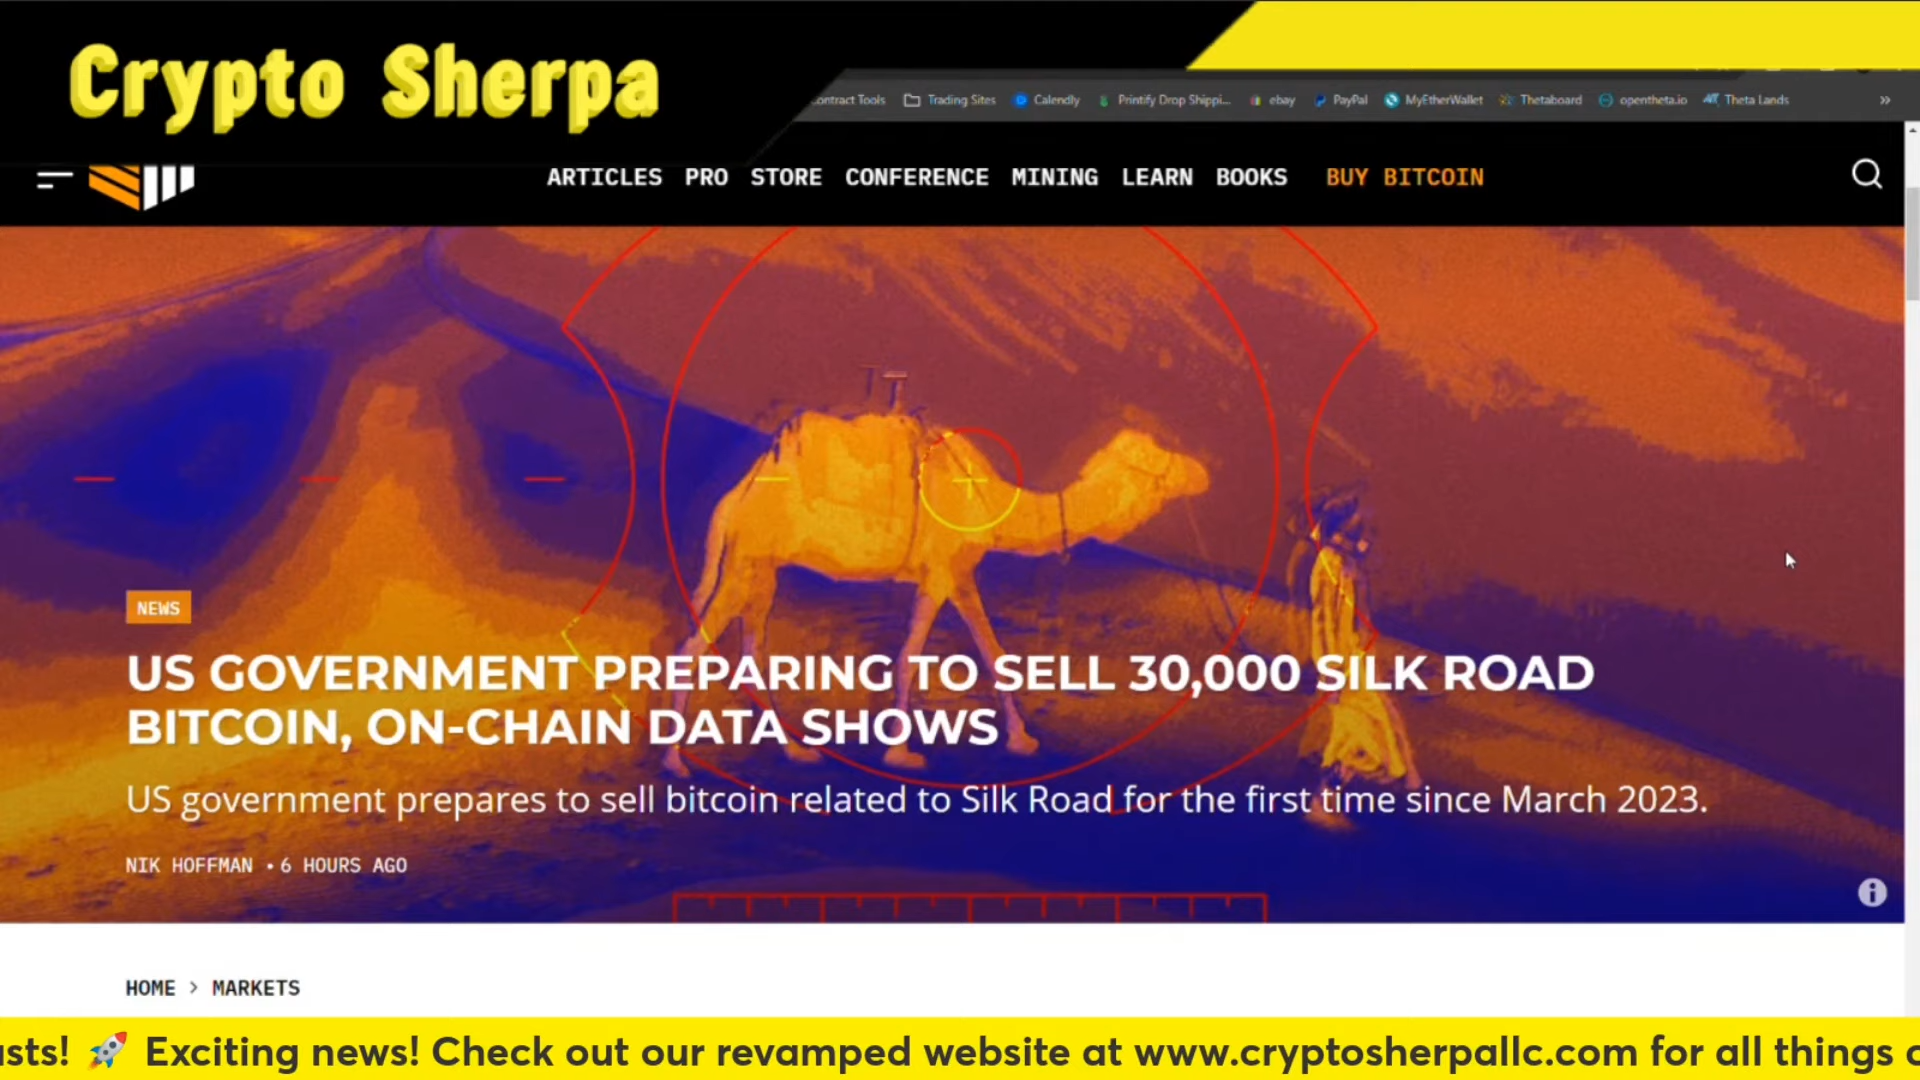 Crypto Sherpa
ontract Tools Trading Sites Calendly Printify Drop Shippi... ebay PayPal MyEtherWallet Thetaboard opentheta.io Theta Lands »
ARTICLES PRO STORE CONFERENCE MINING LEARN BOOKS BUY BITCOIN
NEWS
US GOVERNMENT PREPARING TO SELL 30,000 SILK ROAD
BITCOIN, ON-CHAIN DATA SHOWS
US government prepares to sell bitcoin related to Silk Road for the first time since March 2023.
NIK HOFFMAN • 6 HOURS AGO
HOME > MARKETS
sts! 🚀 Exciting news! Check out our revamped website at www.cryptosherpallc.com for all things c